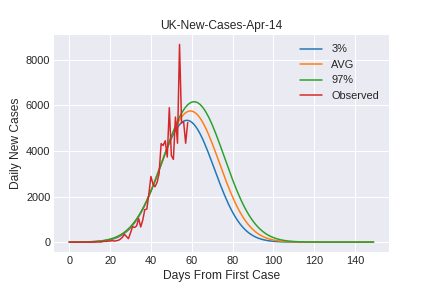 UK-New-Cases-Apr-14
3%
AVG
97%
Observed
Daily New Cases
8000
6000
4000
2000
0
0 20 40 60 80 100 120 140
Days From First Case